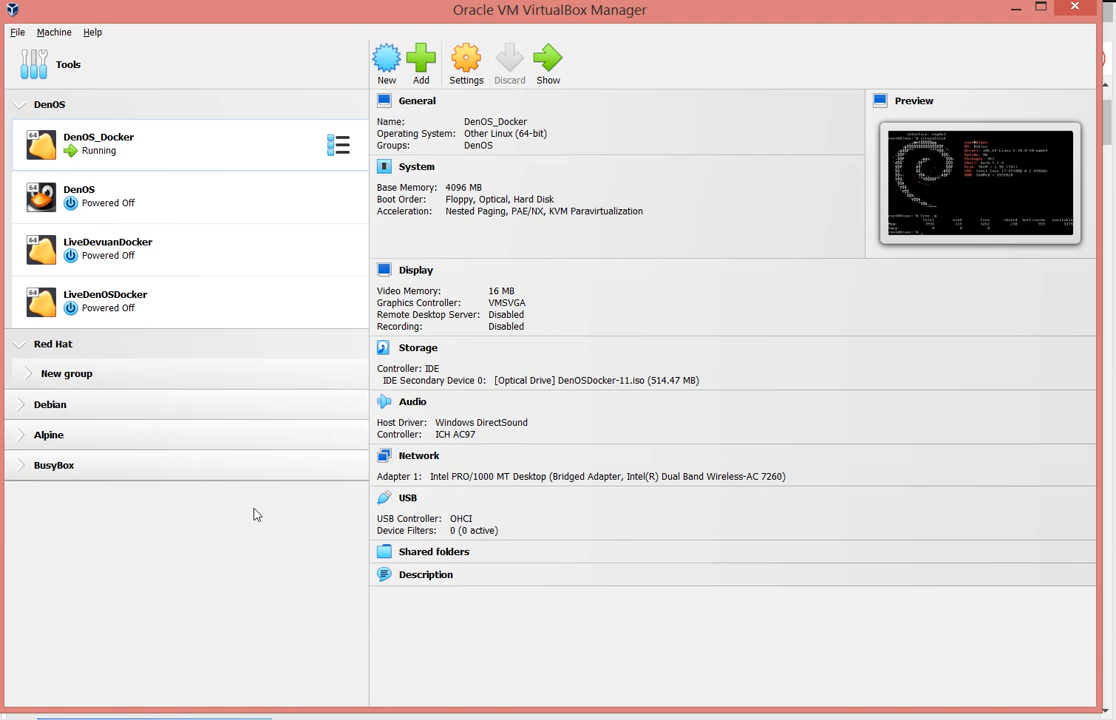 Oracle VM VirtualBox Manager
File Machine Help
Tools
New Add Settings Discard Show
DenOS
64
DenOS_Docker
Running
64
DenOS
Powered Off
64
LiveDevuanDocker
Powered Off
64
LiveDenOSDocker
Powered Off
Red Hat
New group
Debian
Alpine
BusyBox
General
Name: DenOS_Docker
Operating System: Other Linux (64-bit)
Groups: DenOS
Preview
System
Base Memory: 4096 MB
Boot Order: Floppy, Optical, Hard Disk
Acceleration: Nested Paging, PAE/NX, KVM Paravirtualization
Display
Video Memory: 16 MB
Graphics Controller: VMSVGA
Remote Desktop Server: Disabled
Recording: Disabled
Storage
Controller: IDE
IDE Secondary Device 0: [Optical Drive] DenOSDocker-11.iso (514.47 MB)
Audio
Host Driver: Windows DirectSound
Controller: ICH AC97
Network
Adapter 1: Intel PRO/1000 MT Desktop (Bridged Adapter, Intel(R) Dual Band Wireless-AC 7260)
USB
USB Controller: OHCI
Device Filters: 0 (0 active)
Shared folders
Description